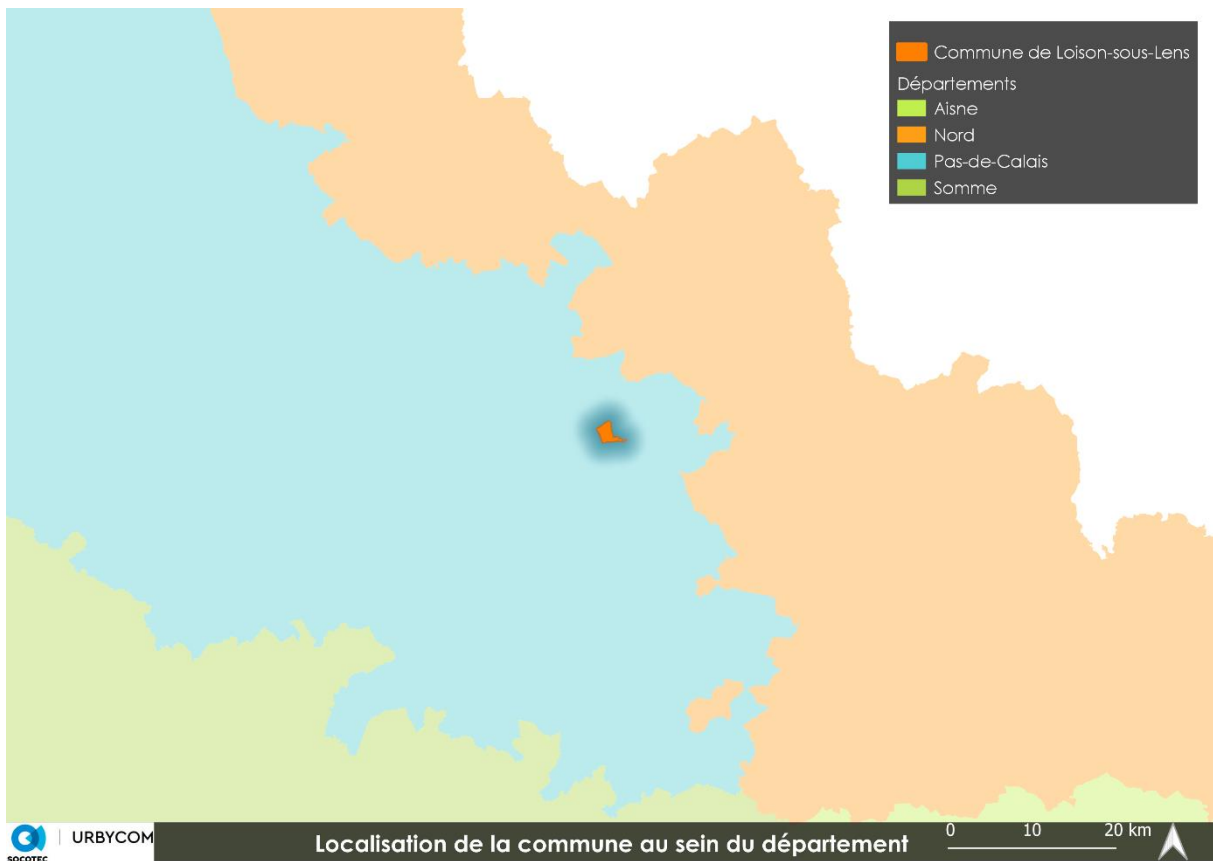 Commune de Loison-sous-Lens
Départements
Aisne
Nord
Pas-de-Calais
Somme
SOCOTEC
URBYCOM
Localisation de la commune au sein du département
0 10 20 km